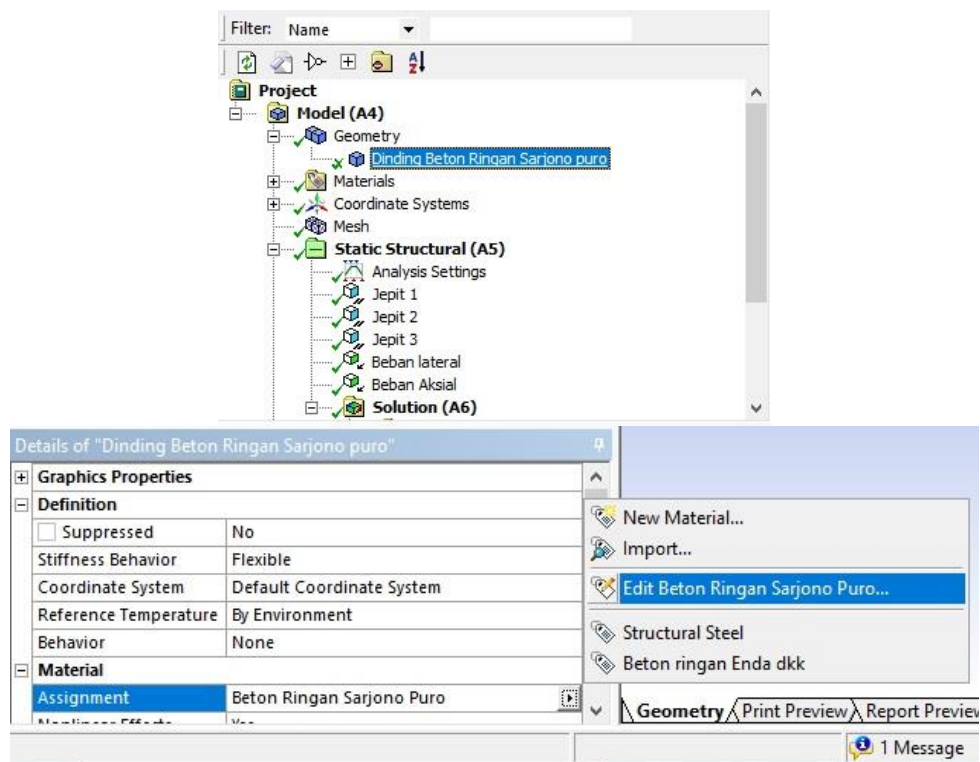 Filter: Name
Project
Model (A4)
Geometry
Dinding Beton Ringan Sarjono puro
Materials
Coordinate Systems
Mesh
Static Structural (A5)
Analysis Settings
Jepit 1
Jepit 2
Jepit 3
Beban lateral
Beban Aksial
Solution (A6)
Details of "Dinding Beton Ringan Sarjono puro"
Graphics Properties
Definition
Suppressed No
Stiffness Behavior Flexible
Coordinate System Default Coordinate System
Reference Temperature By Environment
Behavior None
Material
Assignment Beton Ringan Sarjono Puro
New Material...
Import...
Edit Beton Ringan Sarjono Puro...
Structural Steel
Beton ringan Enda dkk
Geometry Print Preview Report Preview
1 Message